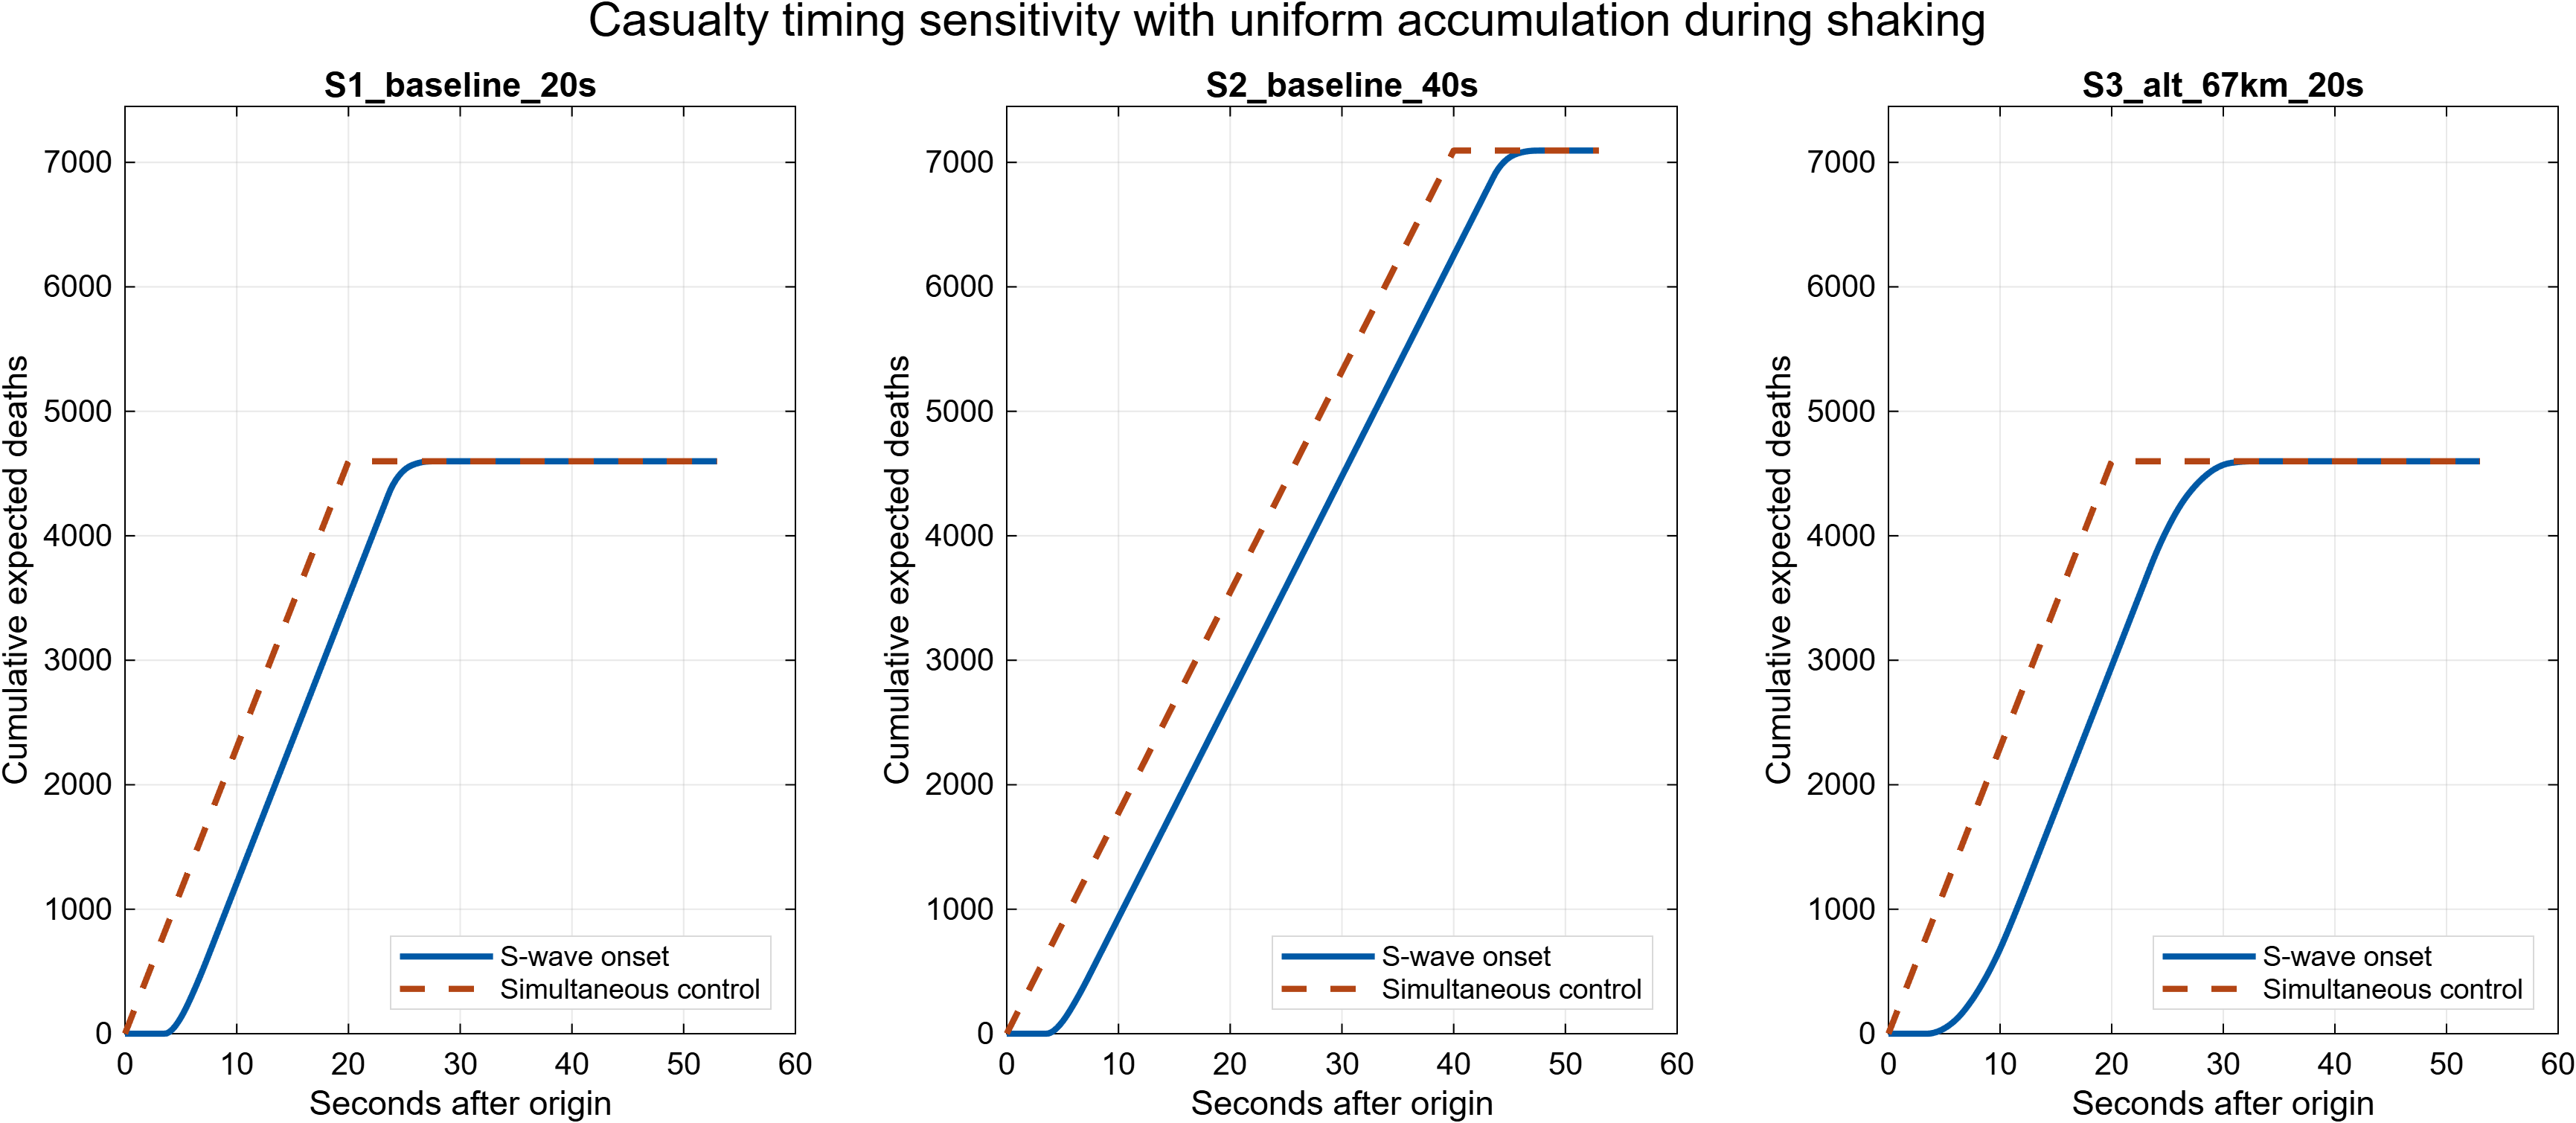 Casualty timing sensitivity with uniform accumulation during shaking
S1_baseline_20s
Cumulative expected deaths
7000
6000
5000
4000
3000
2000
1000
0
0 10 20 30 40 50 60
Seconds after origin
S-wave onset
Simultaneous control
S2_baseline_40s
Cumulative expected deaths
7000
6000
5000
4000
3000
2000
1000
0
0 10 20 30 40 50 60
Seconds after origin
S-wave onset
Simultaneous control
S3_alt_67km_20s
Cumulative expected deaths
7000
6000
5000
4000
3000
2000
1000
0
0 10 20 30 40 50 60
Seconds after origin
S-wave onset
Simultaneous control